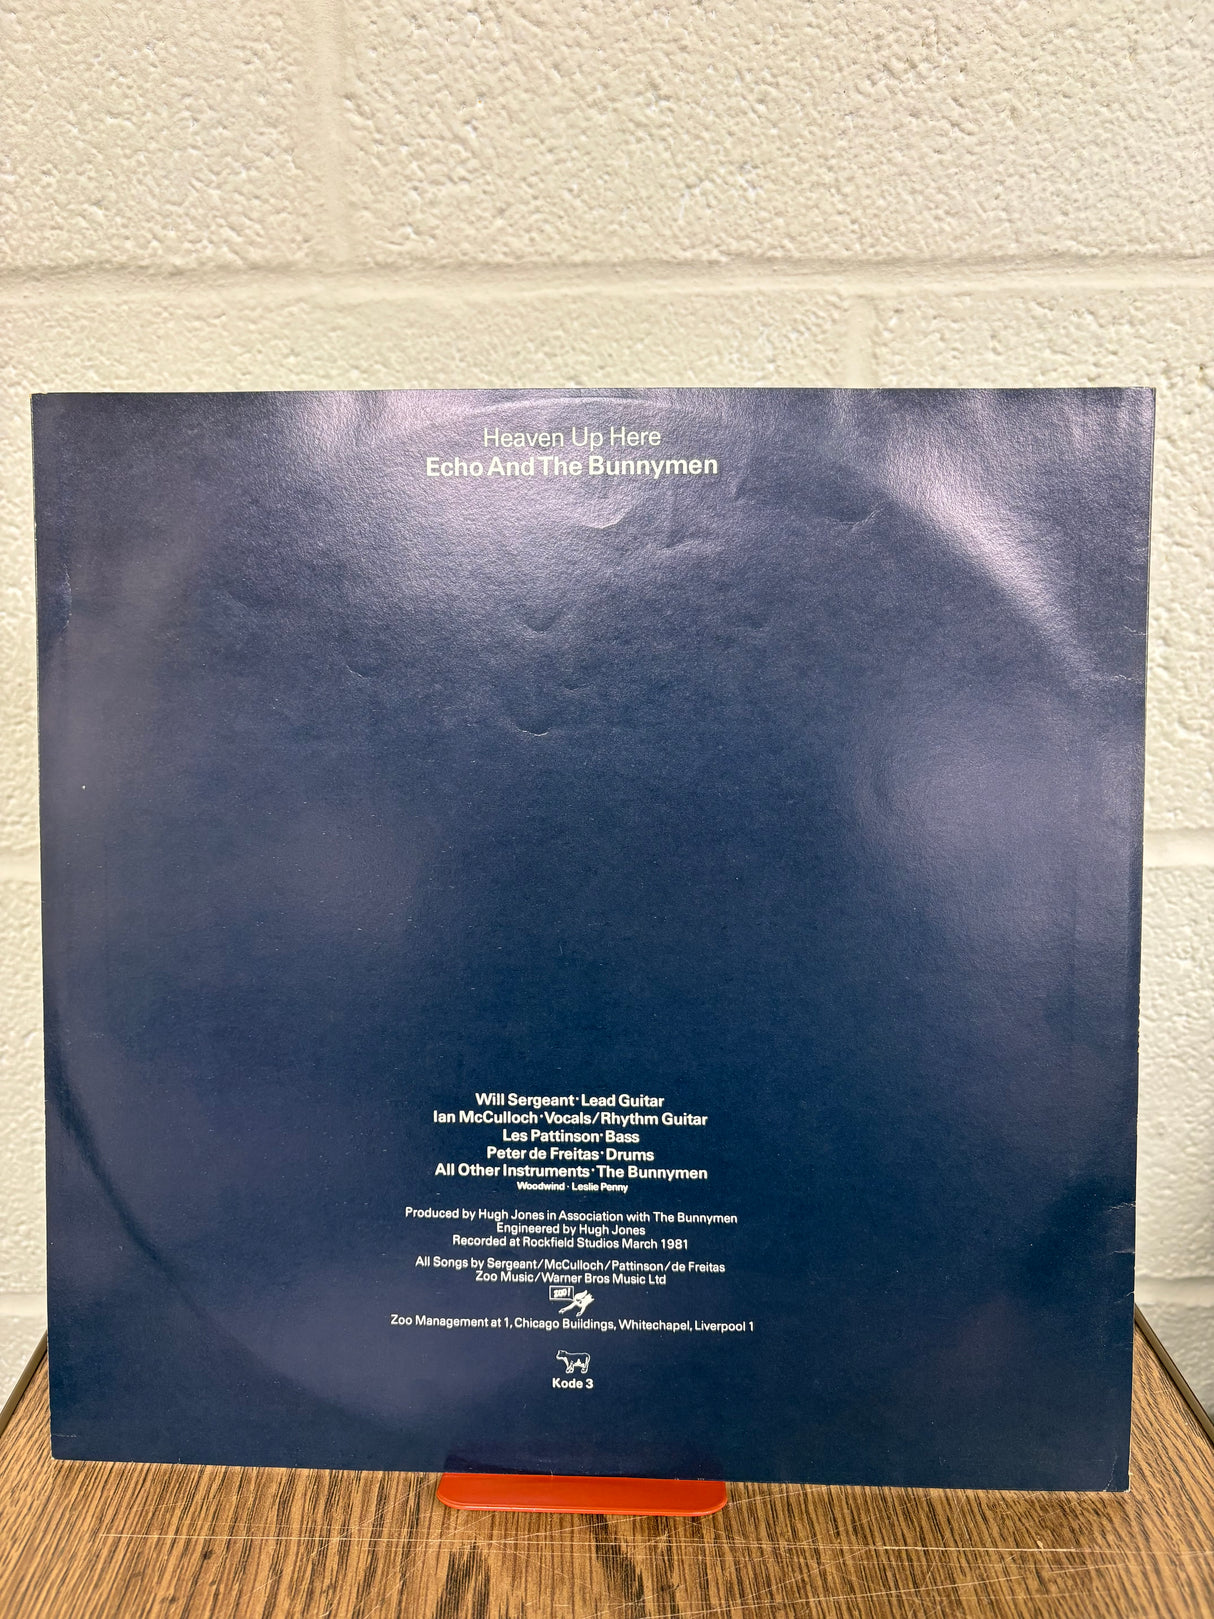 Heaven Up Here
Echo And The Bunnymen
Will Sergeant · Lead Guitar
Ian McCulloch · Vocals/Rhythm Guitar
Les Pattinson · Bass
Peter de Freitas · Drums
All Other Instruments · The Bunnymen
Woodwind · Leslie Penny
Produced by Hugh Jones in Association with The Bunnymen
Engineered by Hugh Jones
Recorded at Rockfield Studios March 1981
All Songs by Sergeant/McCulloch/Pattinson/de Freitas
Zoo Music/Warner Bros Music Ltd
ZOO!
Zoo Management at 1, Chicago Buildings, Whitechapel, Liverpool 1
Kode 3